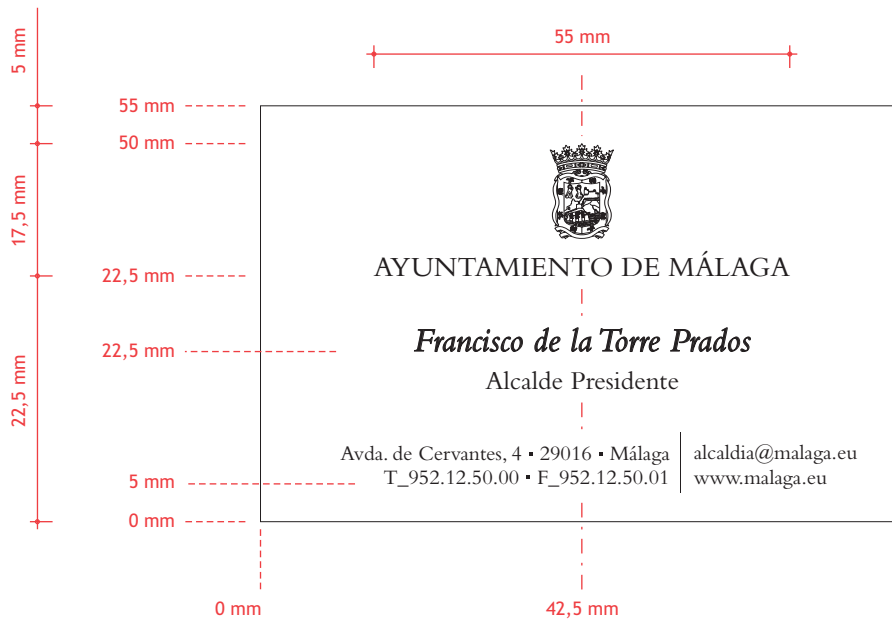 55 mm
5 mm
55 mm
50 mm
17,5 mm
AYUNTAMIENTO DE MÁLAGA
22,5 mm
22,5 mm
Francisco de la Torre Prados
Alcalde Presidente
22,5 mm
Avda. de Cervantes, 4 ▪ 29016 ▪ Málaga
T_952.12.50.00 ▪ F_952.12.50.01
alcaldia@malaga.eu
www.malaga.eu
5 mm
0 mm
0 mm
42,5 mm